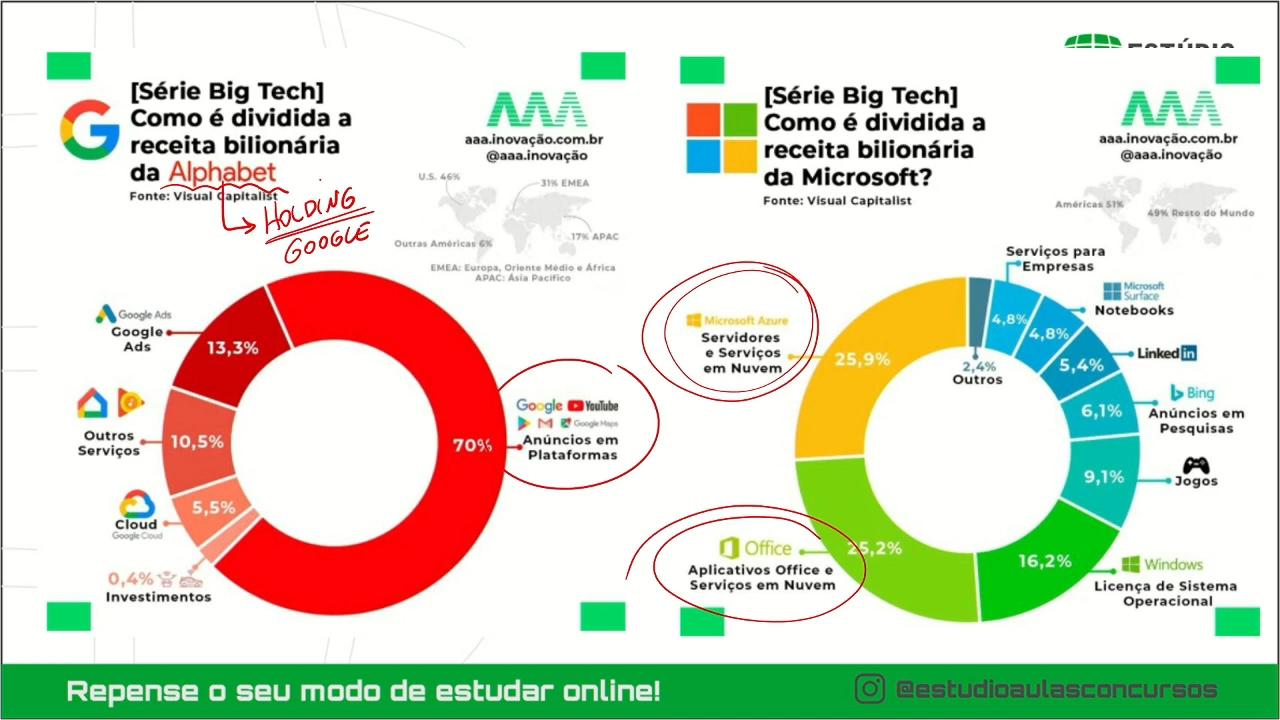 ESTÚDIO
[Série Big Tech]
Como é dividida a
receita bilionária
da Alphabet
Fonte: Visual Capitalist
HOLDING
GOOGLE
aaa.inovação.com.br
@aaa.inovação
U.S. 46%
31% EMEA
17% APAC
Outras Américas 6%
EMEA: Europa, Oriente Médio e África
APAC: Ásia Pacífico
Google Ads
Google
Ads
13,3%
Outros
Serviços
10,5%
Cloud
Google Cloud
5,5%
0,4%
Investimentos
70%
Google YouTube
Google Maps
Anúncios em
Plataformas
[Série Big Tech]
Como é dividida a
receita bilionária
da Microsoft?
Fonte: Visual Capitalist
aaa.inovação.com.br
@aaa.inovação
Américas 51%
49% Resto do Mundo
Microsoft Azure
Servidores
e Serviços
em Nuvem
25,9%
Office
Aplicativos Office e
Serviços em Nuvem
25,2%
2,4%
Outros
Serviços para
Empresas
4,8%
Microsoft
Surface
Notebooks
4,8%
LinkedIn
5,4%
Bing
Anúncios em
Pesquisas
6,1%
Jogos
9,1%
Windows
Licença de Sistema
Operacional
16,2%
Repense o seu modo de estudar online!
@estudioaulasconcursos